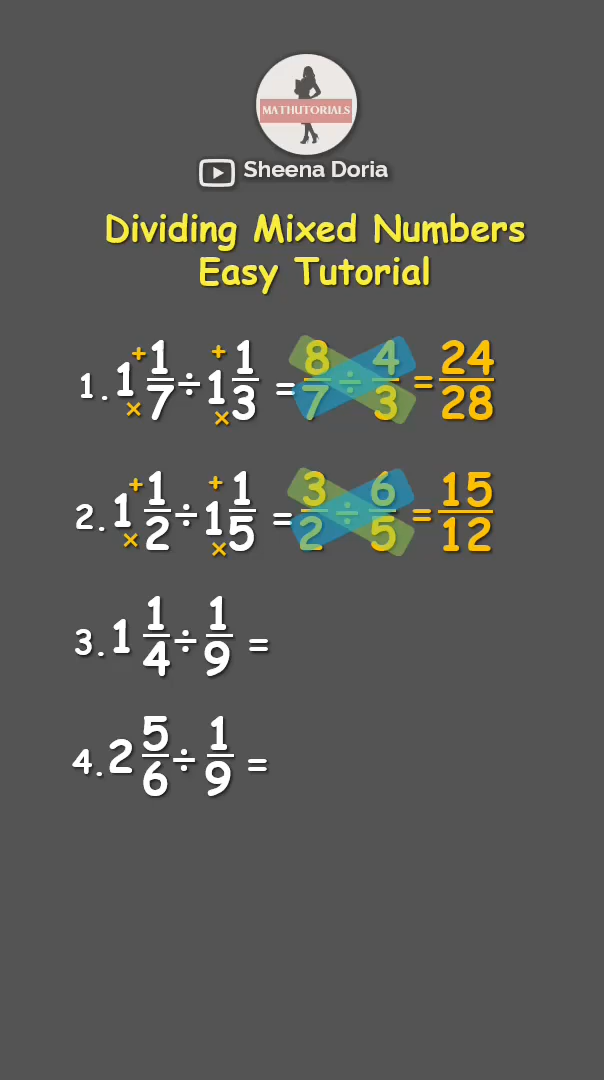 MATHUTORIALS
Sheena Doria
Dividing Mixed Numbers
Easy Tutorial
1. 1 + 1/7 × ÷ 1 + 1/3 × = 8/7 ÷ 4/3 = 24/28
2. 1 + 1/2 × ÷ 1 + 1/5 × = 3/2 ÷ 6/5 = 15/12
3. 1 1/4 ÷ 1/9 =
4. 2 5/6 ÷ 1/9 =